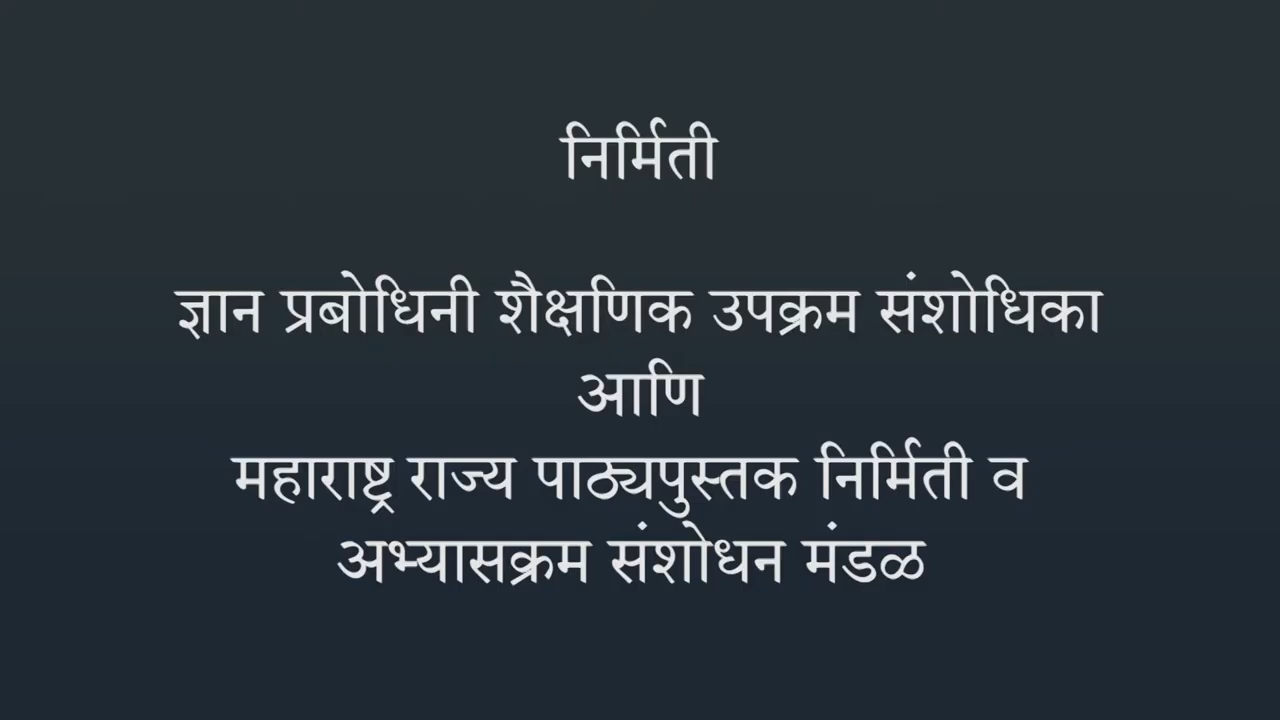 निर्मिती
ज्ञान प्रबोधिनी शैक्षणिक उपक्रम संशोधिका
आणि
महाराष्ट्र राज्य पाठ्यपुस्तक निर्मिती व
अभ्यासक्रम संशोधन मंडळ